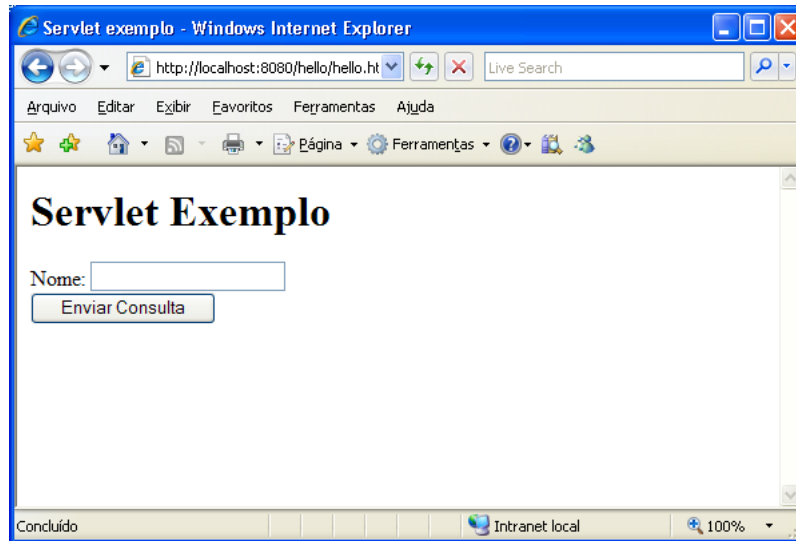 Servlet exemplo - Windows Internet Explorer
http://localhost:8080/hello/hello.ht Live Search
Arquivo Editar Exibir Favoritos Ferramentas Ajuda
Página Ferramentas
Servlet Exemplo
Nome:
Enviar Consulta
Concluído Intranet local 100%